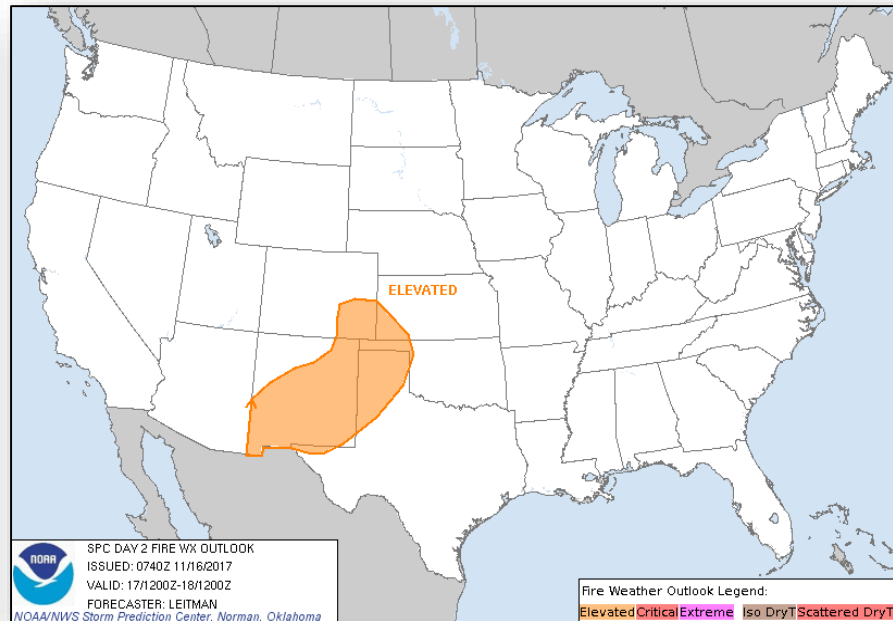 ELEVATED
NOAA
SPC DAY 2 FIRE WX OUTLOOK
ISSUED: 0740Z 11/16/2017
VALID: 17/1200Z-18/1200Z
FORECASTER: LEITMAN
NOAA/NWS Storm Prediction Center, Norman, Oklahoma
Fire Weather Outlook Legend:
Elevated Critical Extreme Iso DryT Scattered DryT